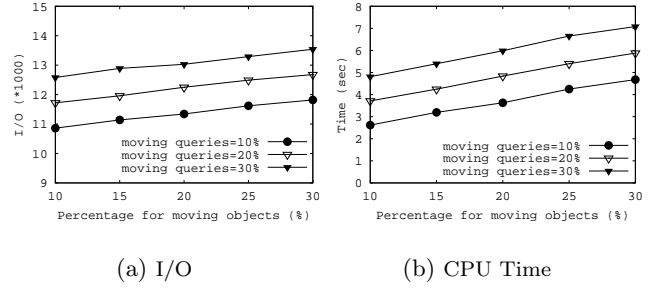 15
14
13
12
11
10
9
I/O (*1000)
moving queries=10%
moving queries=20%
moving queries=30%
10 15 20 25 30
Percentage for moving objects (%)
(a) I/O
8
7
6
5
4
3
2
1
0
Time (sec)
moving queries=10%
moving queries=20%
moving queries=30%
10 15 20 25 30
Percentage for moving objects (%)
(b) CPU Time